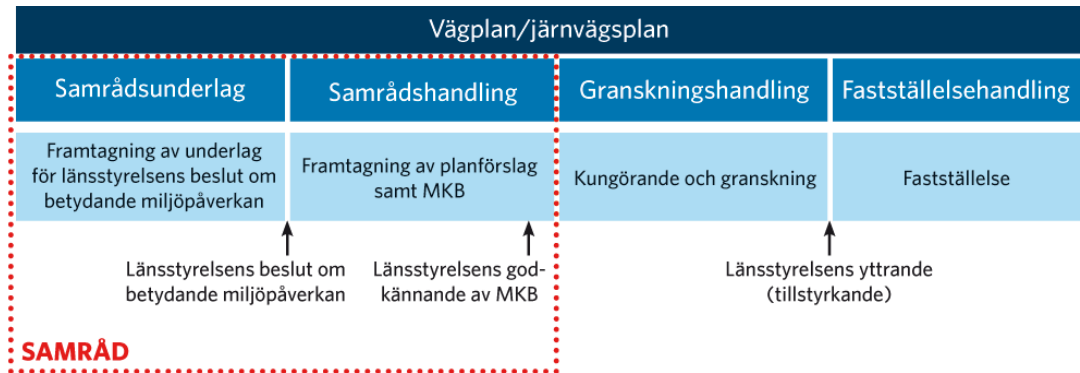 Vägplan/järnvägsplan
Samrådsunderlag
Samrådshandling
Granskningshandling
Fastställelsehandling
Framtagning av underlag
för länsstyrelsens beslut om
betydande miljöpåverkan
Framtagning av planförslag
samt MKB
Kungörande och granskning
Fastställelse
Länsstyrelsens beslut om
betydande miljöpåverkan
Länsstyrelsens god-
kännande av MKB
Länsstyrelsens yttrande
(tillstyrkande)
SAMRÅD